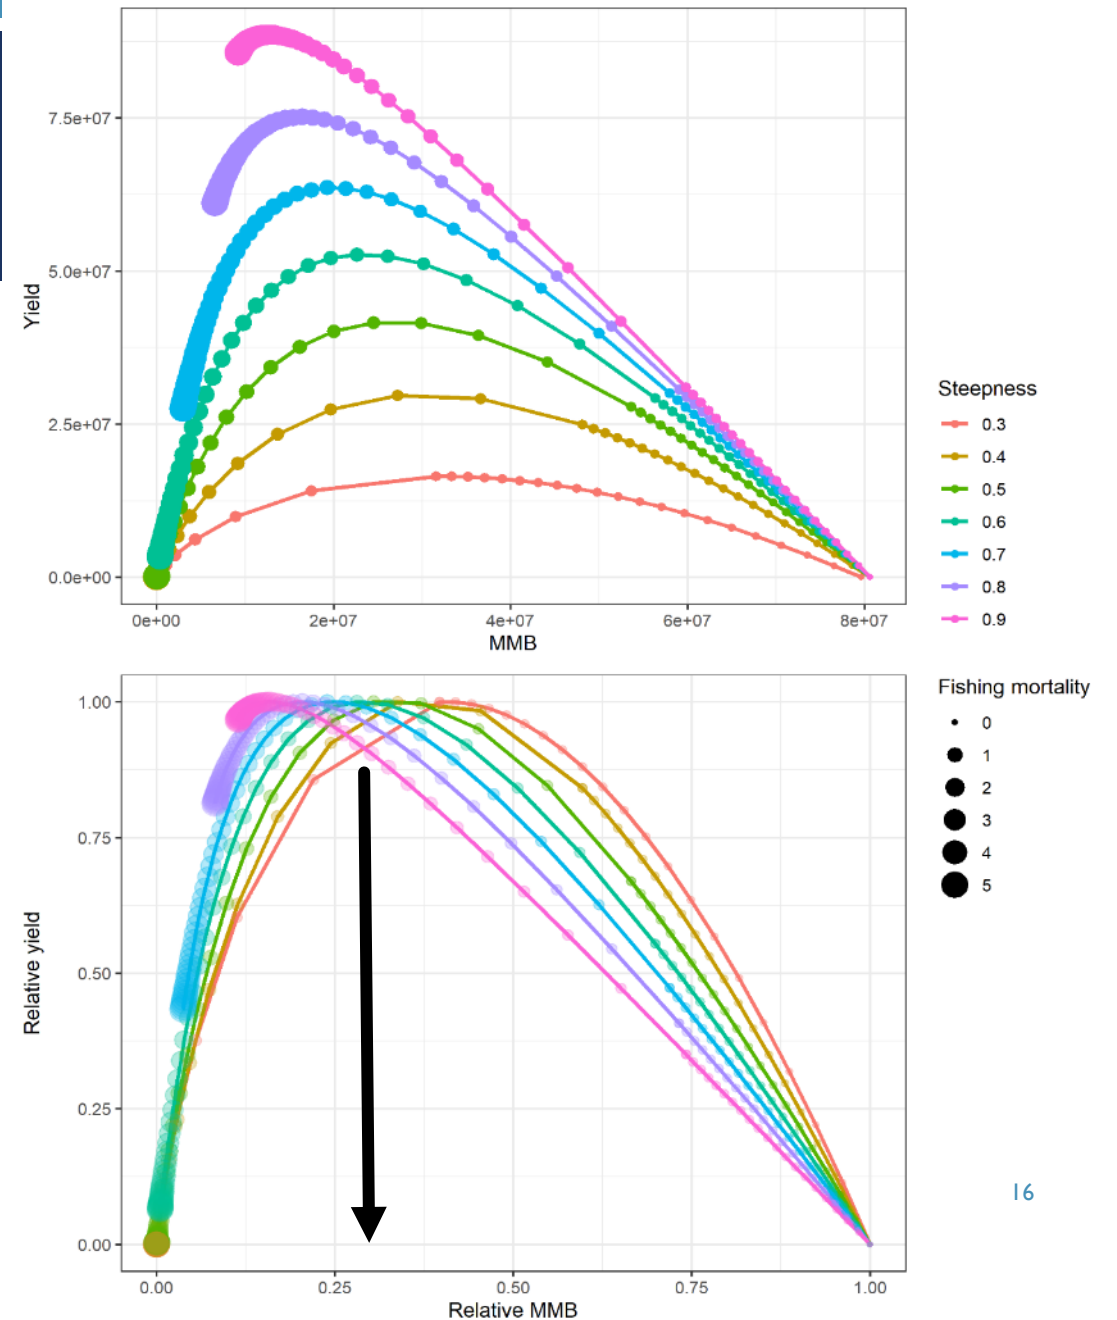 7.5e+07
5.0e+07
2.5e+07
0.0e+00
Yield
0e+00 2e+07 4e+07 6e+07 8e+07
MMB
Steepness
0.3
0.4
0.5
0.6
0.7
0.8
0.9
Fishing mortality
0
1
2
3
4
5
1.00
0.75
0.50
0.25
0.00
Relative yield
0.00 0.25 0.50 0.75 1.00
Relative MMB
16